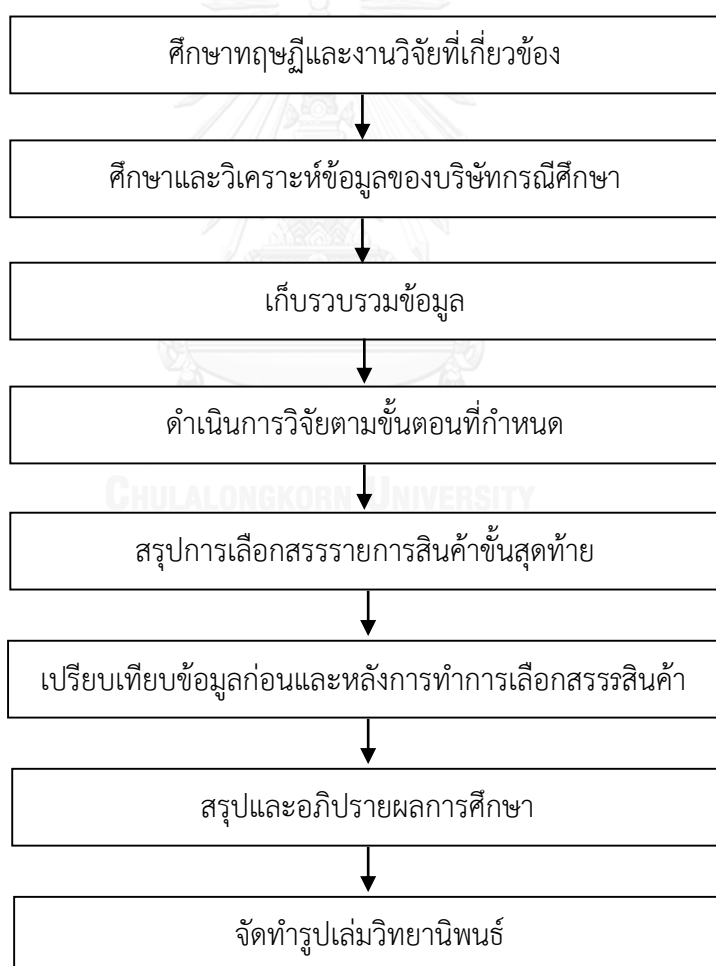 ศึกษาทฤษฏีและงานวิจัยที่เกี่ยวข้อง
ศึกษาและวิเคราะห์ข้อมูลของบริษัทกรณีศึกษา
เก็บรวบรวมข้อมูล
ดำเนินการวิจัยตามขั้นตอนที่กำหนด
CHULALONGKORN UNIVERSITY
สรุปการเลือกสรรรายการสินค้าขั้นสุดท้าย
เปรียบเทียบข้อมูลก่อนและหลังการทำการเลือกสรรรสินค้า
สรุปและอภิปรายผลการศึกษา
จัดทำรูปเล่มวิทยานิพนธ์